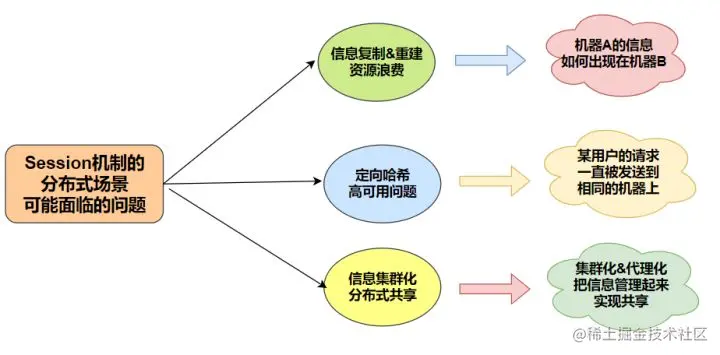 Session机制的
分布式场景
可能面临的问题
信息复制&重建
资源浪费
机器A的信息
如何出现在机器B
定向哈希
高可用问题
某用户的请求
一直被发送到
相同的机器上
信息集群化
分布式共享
集群化&代理化
把信息管理起来
实现共享
@稀土掘金技术社区